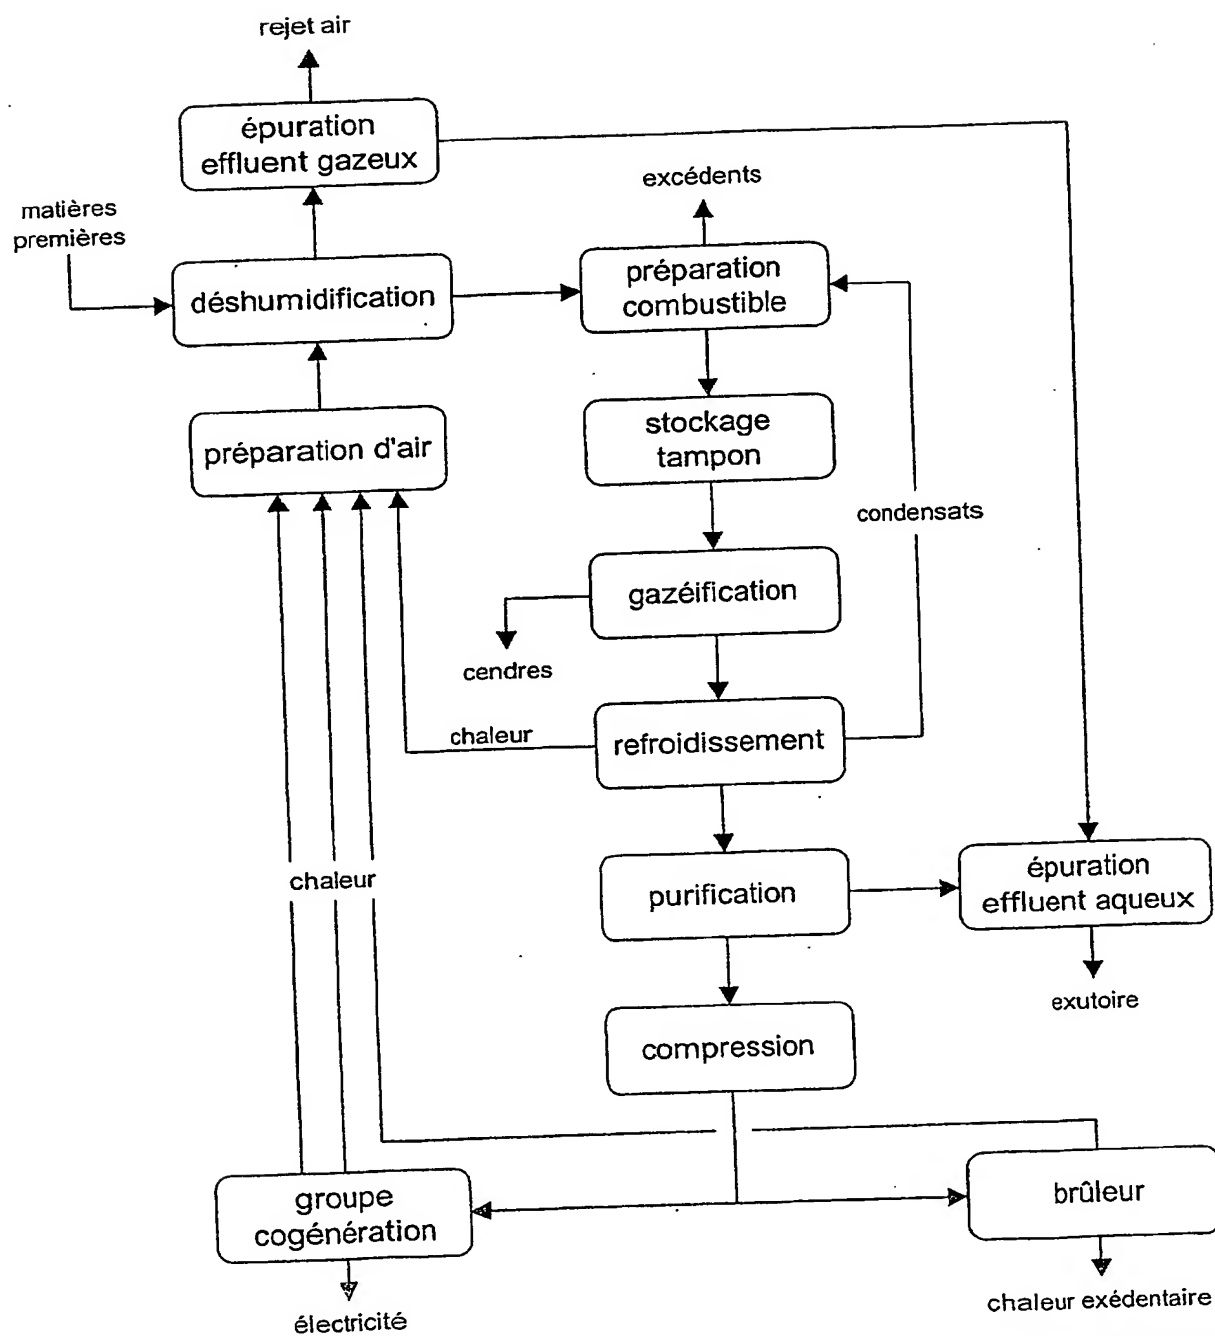 rejet air
épuration
effluent gazeux
excédents
matières
premières
préparation
combustible
déshumidification
stockage
tampon
préparation d'air
condensats
gazéification
cendres
chaleur
refroidissement
chaleur
purification
épuration
effluent aqueux
exutoire
compression
groupe
cogénération
brûleur
électricité
chaleur exédentaire